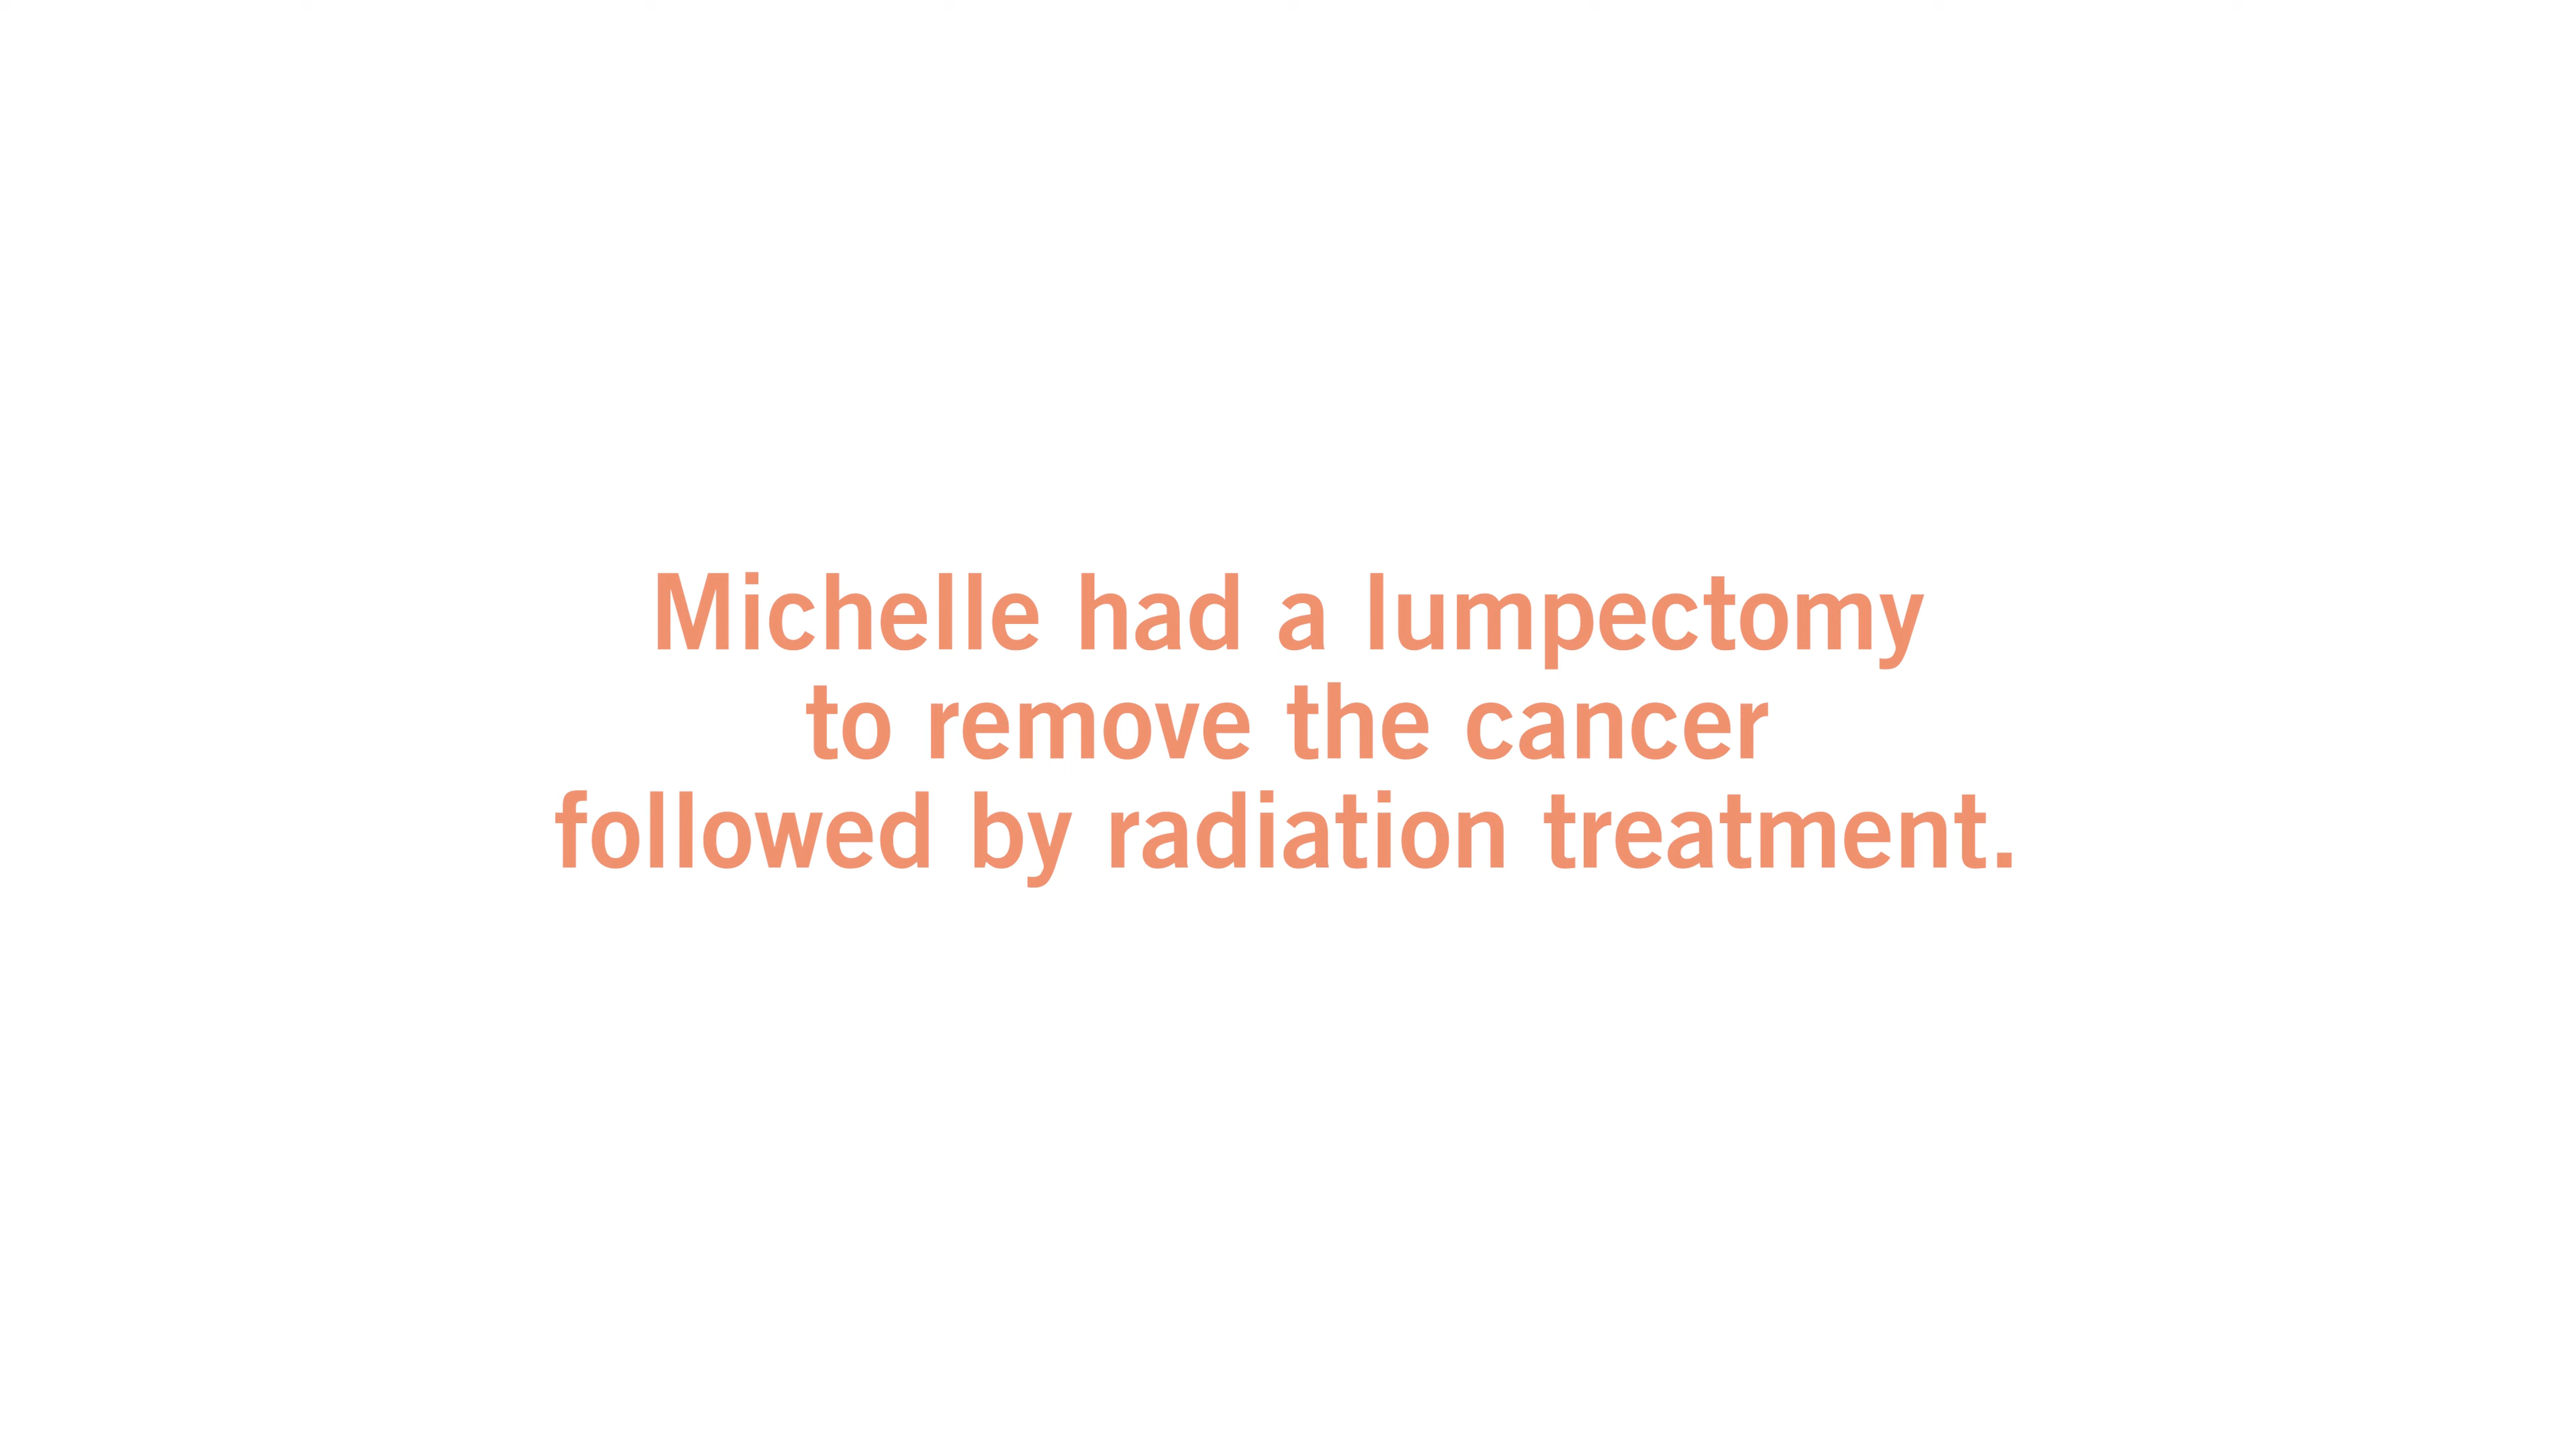 Michelle had a lumpectomy
to remove the cancer
followed by radiation treatment.